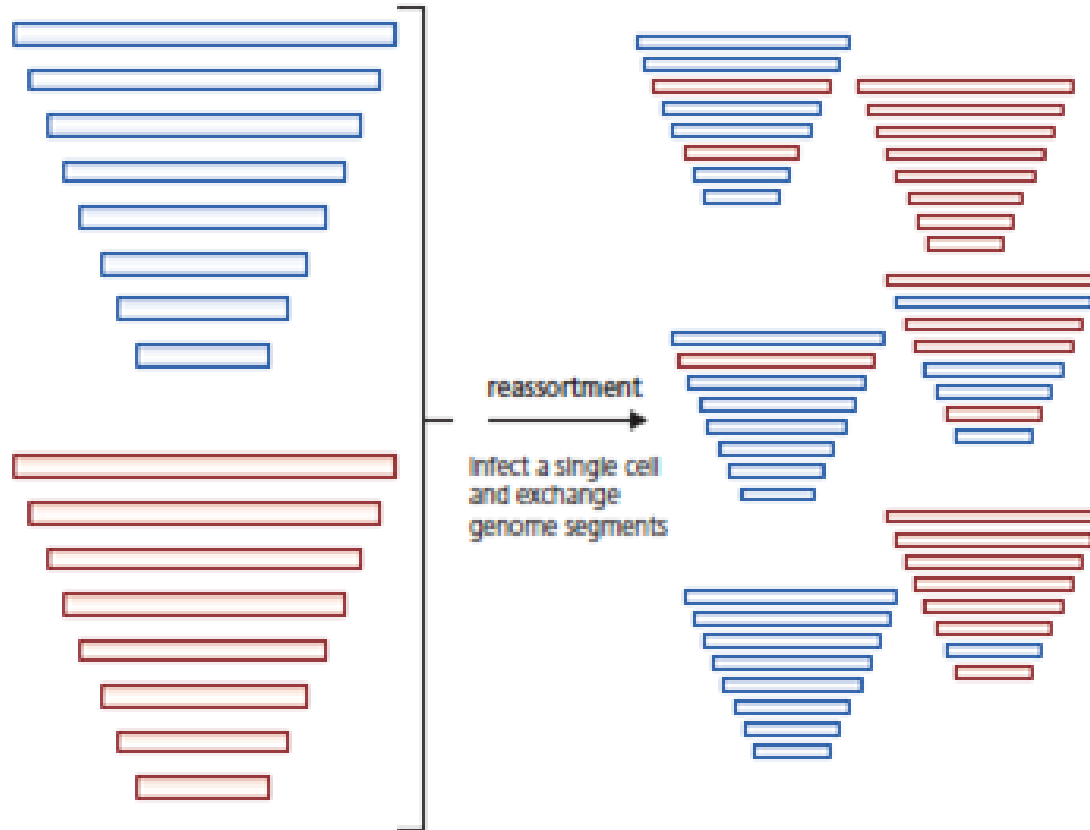 reassortment
infect a single cell
and exchange
genome segments